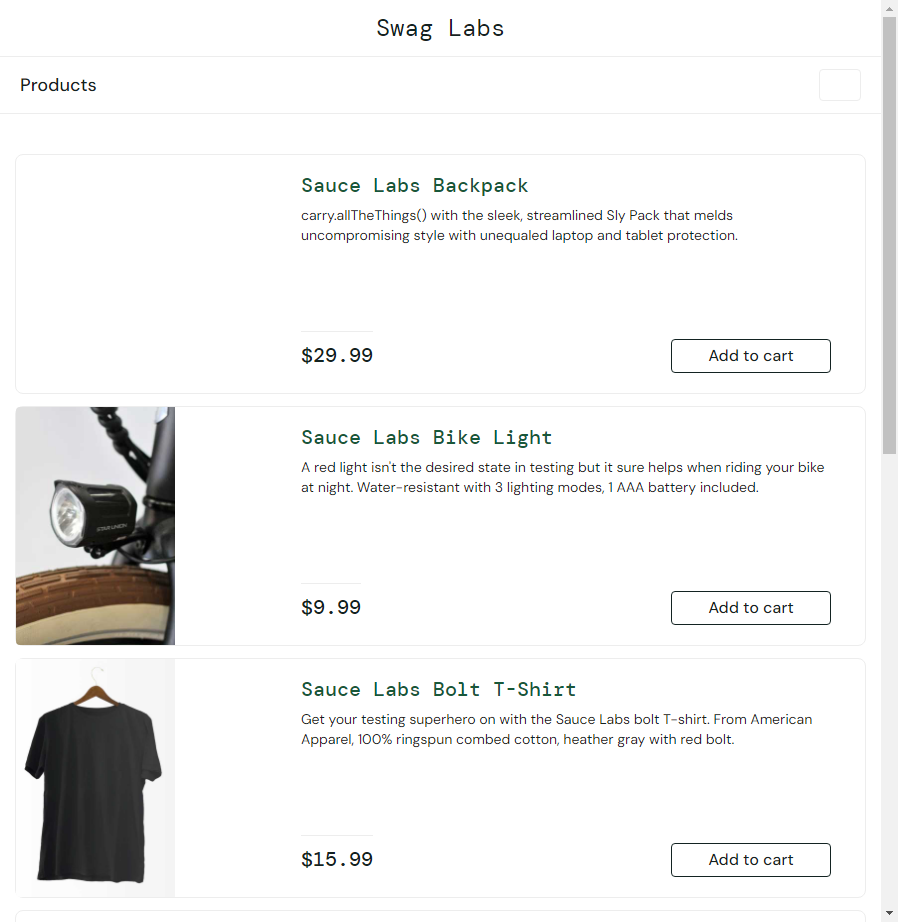 Swag Labs
Products
Sauce Labs Backpack
carry.allTheThings() with the sleek, streamlined Sly Pack that melds
uncompromising style with unequaled laptop and tablet protection.
$29.99
Add to cart
Sauce Labs Bike Light
A red light isn't the desired state in testing but it sure helps when riding your bike
at night. Water-resistant with 3 lighting modes, 1 AAA battery included.
$9.99
Add to cart
Sauce Labs Bolt T-Shirt
Get your testing superhero on with the Sauce Labs bolt T-shirt. From American
Apparel, 100% ringspun combed cotton, heather gray with red bolt.
$15.99
Add to cart